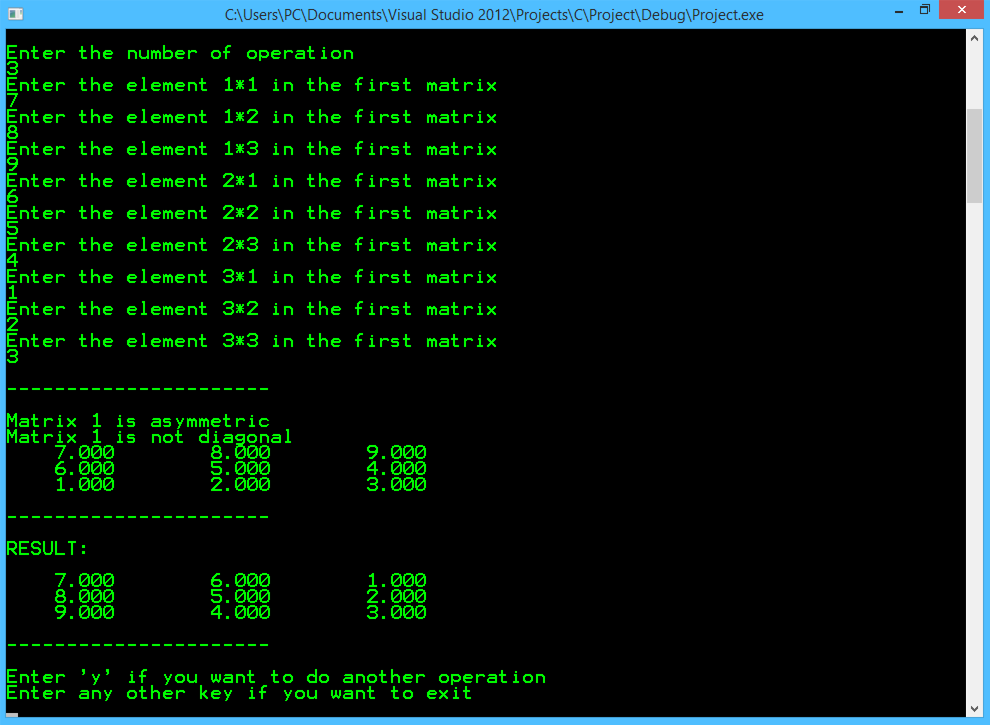 C:\Users\PC\Documents\Visual Studio 2012\Projects\C\Project\Debug\Project.exe
Enter the number of operation
3
Enter the element 1*1 in the first matrix
7
Enter the element 1*2 in the first matrix
8
Enter the element 1*3 in the first matrix
9
Enter the element 2*1 in the first matrix
6
Enter the element 2*2 in the first matrix
5
Enter the element 2*3 in the first matrix
4
Enter the element 3*1 in the first matrix
1
Enter the element 3*2 in the first matrix
2
Enter the element 3*3 in the first matrix
3
----------------------
Matrix 1 is asymmetric
Matrix 1 is not diagonal
7.000 8.000 9.000
6.000 5.000 4.000
1.000 2.000 3.000
----------------------
RESULT:
7.000 6.000 1.000
8.000 5.000 2.000
9.000 4.000 3.000
----------------------
Enter 'y' if you want to do another operation
Enter any other key if you want to exit